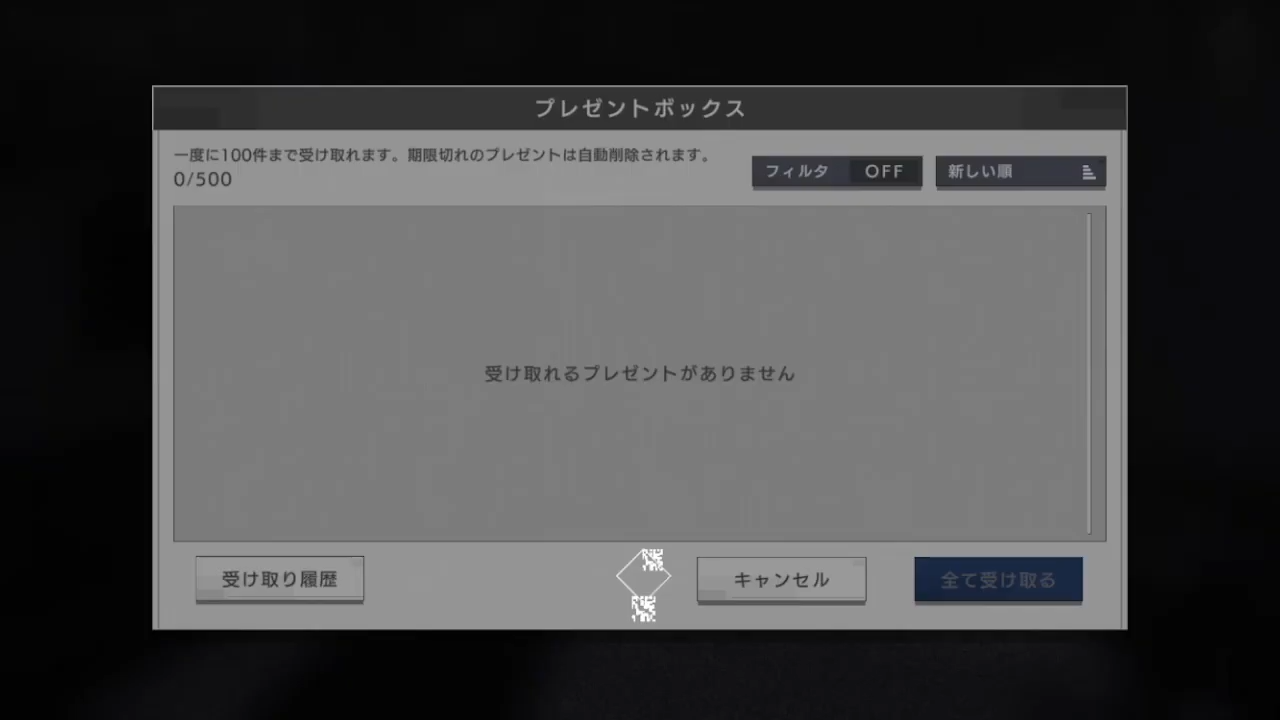 プレゼントボックス
一度に100件まで受け取れます。期限切れのプレゼントは自動削除されます。
0/500
フィルタ OFF
新しい順
受け取れるプレゼントがありません
受け取り履歴
キャンセル
全て受け取る